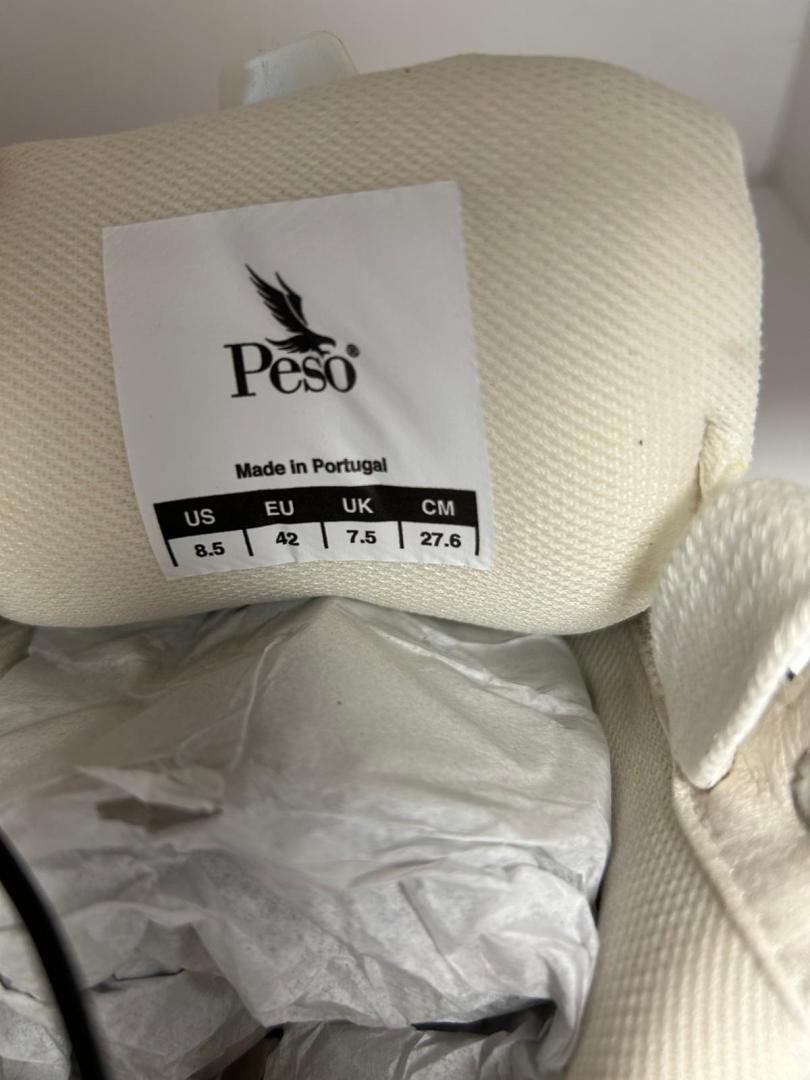 Peso®
Made in Portugal
US EU UK CM
8.5 42 7.5 27.6